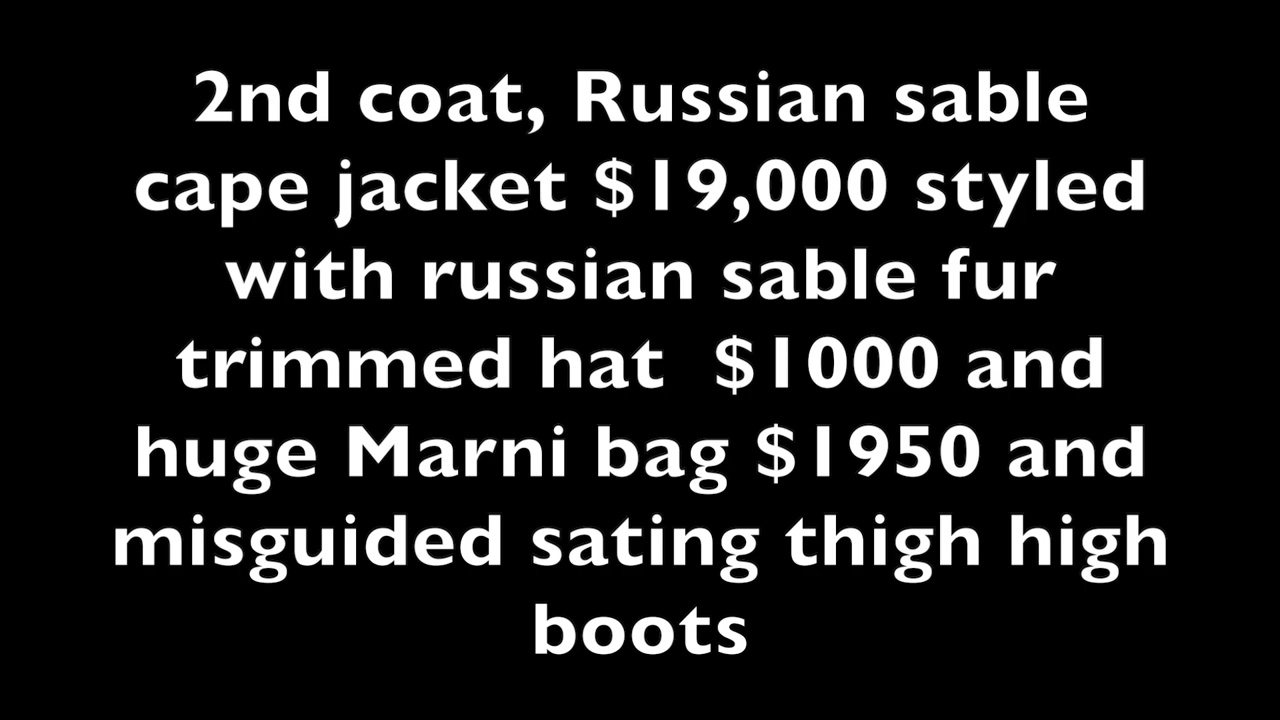 2nd coat, Russian sable
cape jacket $19,000 styled
with russian sable fur
trimmed hat  $1000 and
huge Marni bag $1950 and
misguided sating thigh high
boots